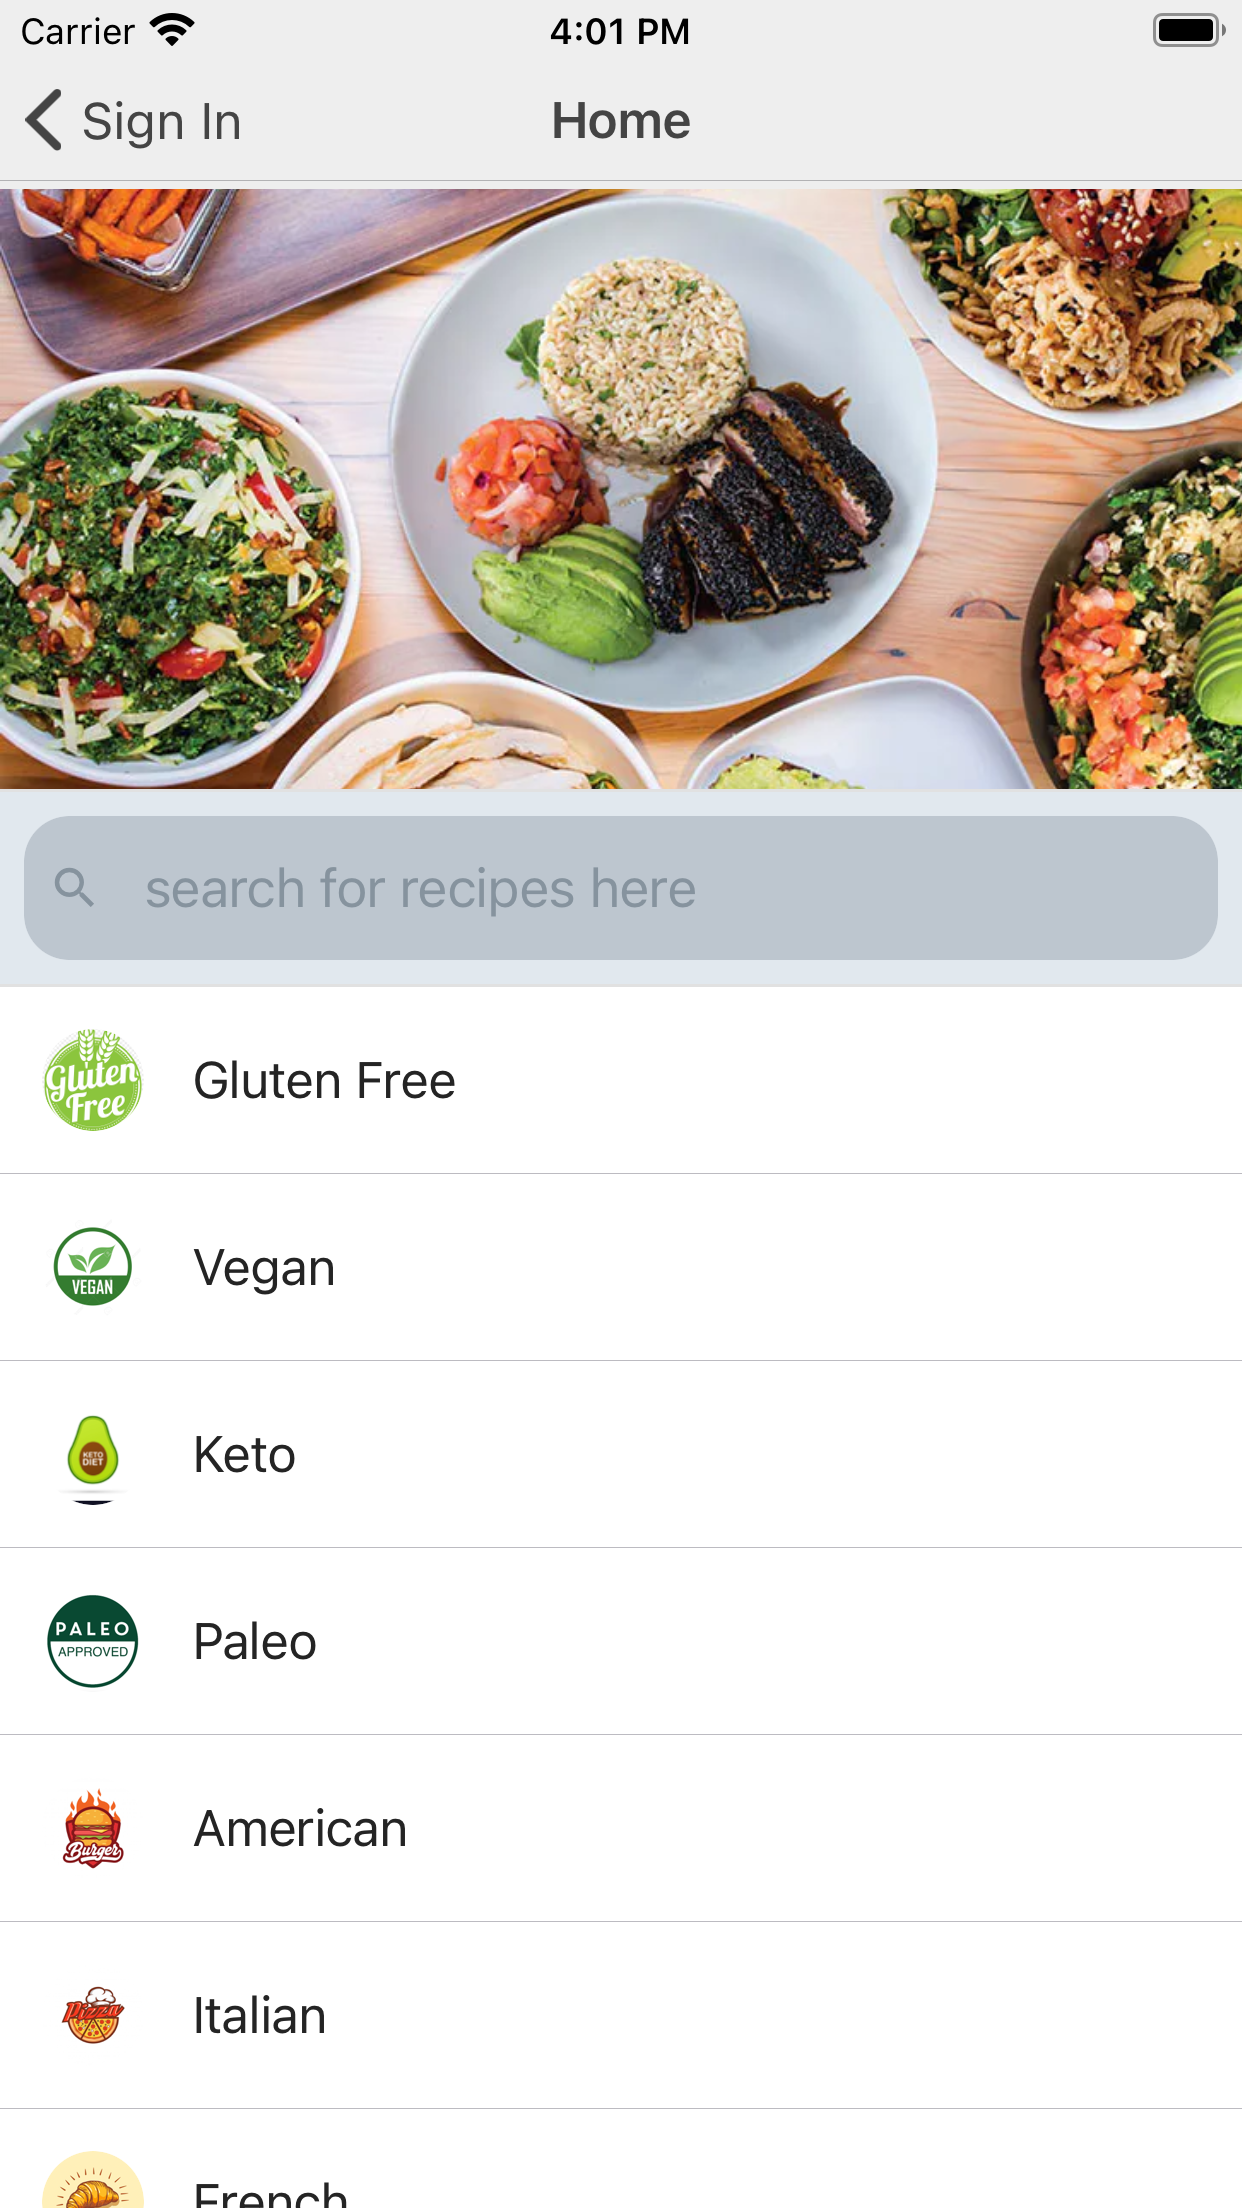 Carrier
4:01 PM
Sign In
Home
search for recipes here
Gluten
Free
Gluten Free
VEGAN
Vegan
KETO
DIET
Keto
PALEO
APPROVED
Paleo
Burger
American
Pizza
Italian
French